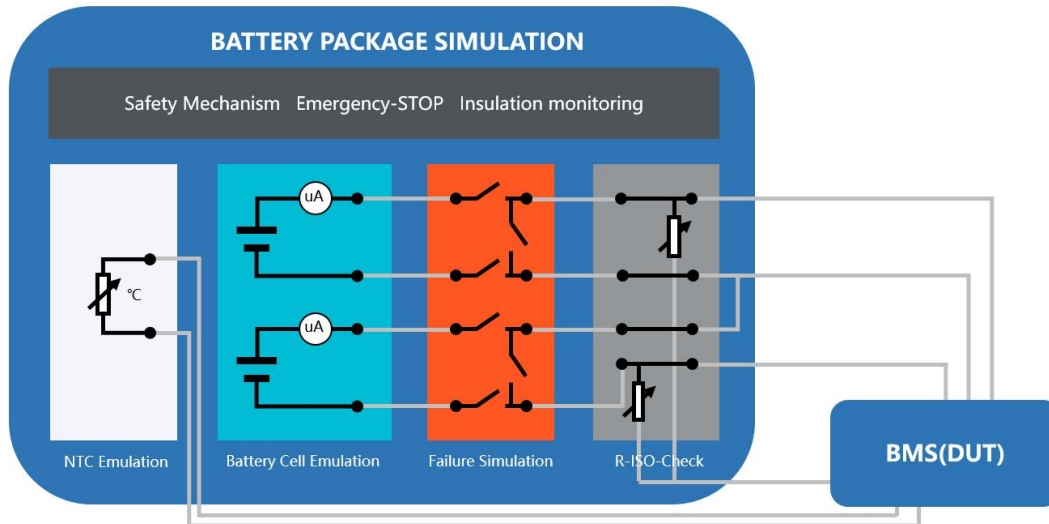 BATTERY PACKAGE SIMULATION
Safety Mechanism Emergency-STOP Insulation monitoring
uA
℃
uA
NTC Emulation
Battery Cell Emulation
Failure Simulation
R-ISO-Check
BMS(DUT)